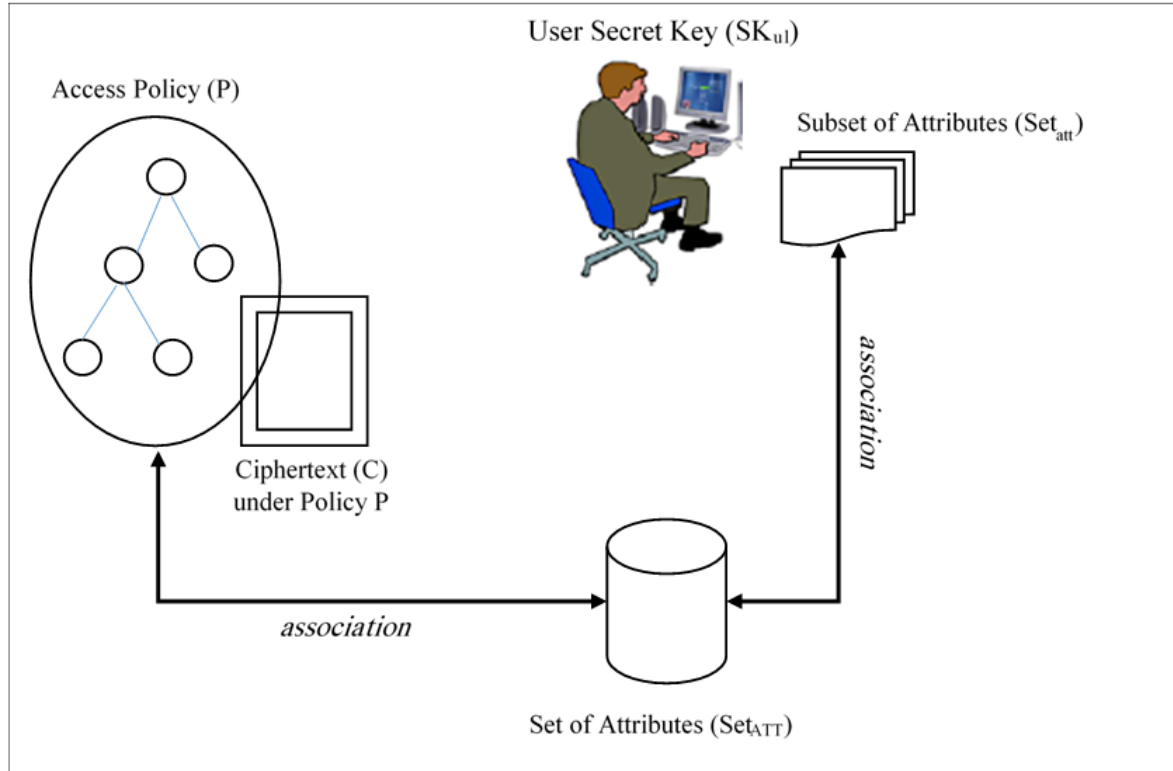 User Secret Key (SKu1)
Access Policy (P)
Subset of Attributes (Setatt)
association
Ciphertext (C)
under Policy P
association
Set of Attributes (SetATT)